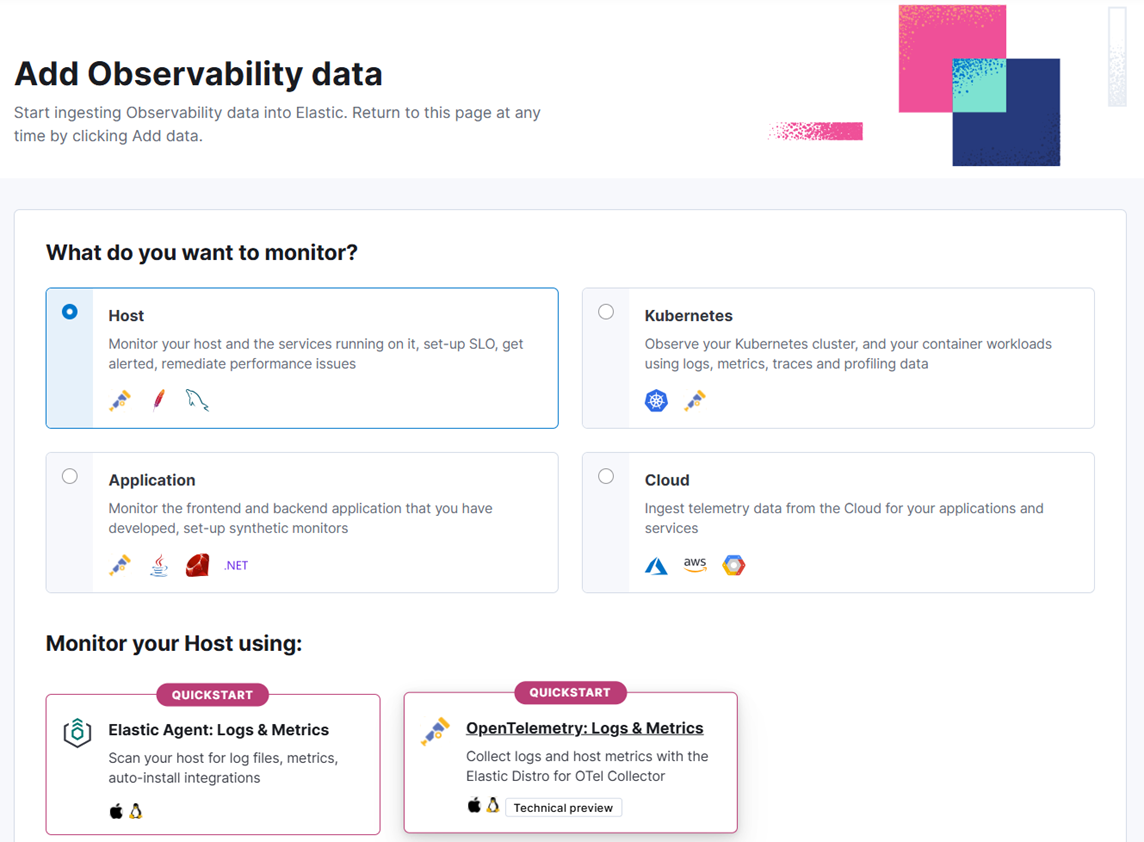 Add Observability data
Start ingesting Observability data into Elastic. Return to this page at any
time by clicking Add data.
What do you want to monitor?
Host
Monitor your host and the services running on it, set-up SLO, get
alerted, remediate performance issues
Kubernetes
Observe your Kubernetes cluster, and your container workloads
using logs, metrics, traces and profiling data
Application
Monitor the frontend and backend application that you have
developed, set-up synthetic monitors
.NET
Cloud
Ingest telemetry data from the Cloud for your applications and
services
aws
Monitor your Host using:
QUICKSTART
Elastic Agent: Logs & Metrics
Scan your host for log files, metrics,
auto-install integrations
QUICKSTART
OpenTelemetry: Logs & Metrics
Collect logs and host metrics with the
Elastic Distro for OTel Collector
Technical preview